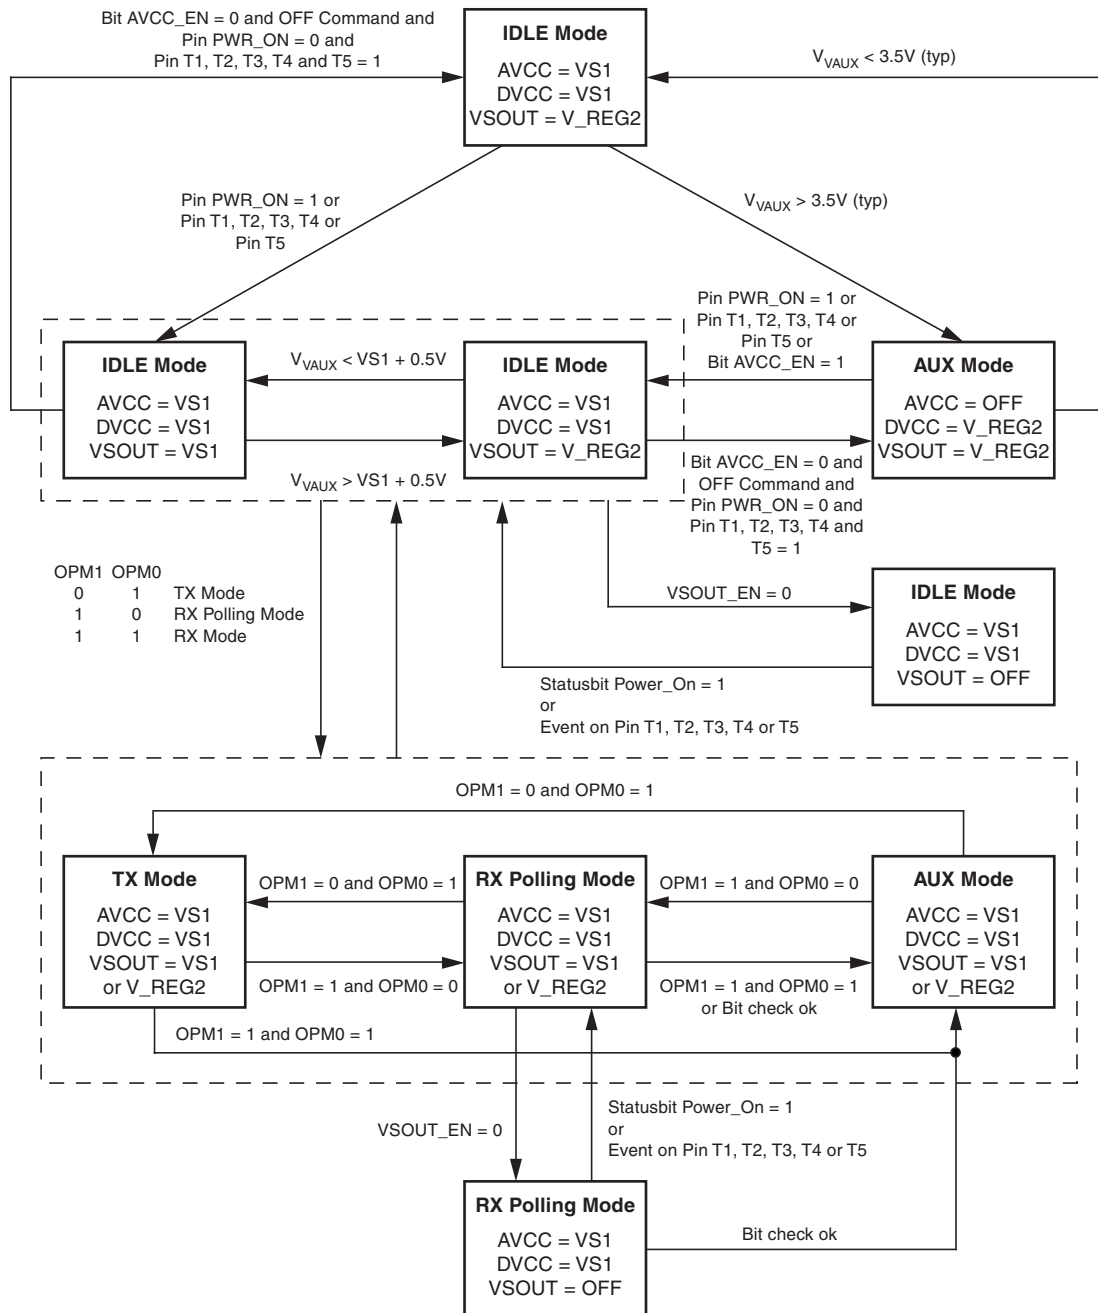 Bit AVCC_EN = 0 and OFF Command and
Pin PWR_ON = 0 and
Pin T1, T2, T3, T4 and T5 = 1
IDLE Mode
AVCC = VS1
DVCC = VS1
VSOUT = V_REG2
V_VAUX < 3.5V (typ)
Pin PWR_ON = 1 or
Pin T1, T2, T3, T4 or
Pin T5
V_VAUX > 3.5V (typ)
IDLE Mode
AVCC = VS1
DVCC = VS1
VSOUT = VS1
V_VAUX < VS1 + 0.5V
V_VAUX > VS1 + 0.5V
IDLE Mode
AVCC = VS1
DVCC = VS1
VSOUT = V_REG2
Pin PWR_ON = 1 or
Pin T1, T2, T3, T4 or
Pin T5 or
Bit AVCC_EN = 1
AUX Mode
AVCC = OFF
DVCC = V_REG2
VSOUT = V_REG2
Bit AVCC_EN = 0 and
OFF Command and
Pin PWR_ON = 0 and
Pin T1, T2, T3, T4 and
T5 = 1
OPM1 OPM0
0 1 TX Mode
1 0 RX Polling Mode
1 1 RX Mode
VSOUT_EN = 0
IDLE Mode
AVCC = VS1
DVCC = VS1
VSOUT = OFF
Statusbit Power_On = 1
or
Event on Pin T1, T2, T3, T4 or T5
OPM1 = 0 and OPM0 = 1
TX Mode
AVCC = VS1
DVCC = VS1
VSOUT = VS1
or V_REG2
OPM1 = 0 and OPM0 = 1
OPM1 = 1 and OPM0 = 0
RX Polling Mode
AVCC = VS1
DVCC = VS1
VSOUT = VS1
or V_REG2
OPM1 = 1 and OPM0 = 0
OPM1 = 1 and OPM0 = 1
or Bit check ok
AUX Mode
AVCC = VS1
DVCC = VS1
VSOUT = VS1
or V_REG2
OPM1 = 1 and OPM0 = 1
VSOUT_EN = 0
Statusbit Power_On = 1
or
Event on Pin T1, T2, T3, T4 or T5
RX Polling Mode
AVCC = VS1
DVCC = VS1
VSOUT = OFF
Bit check ok